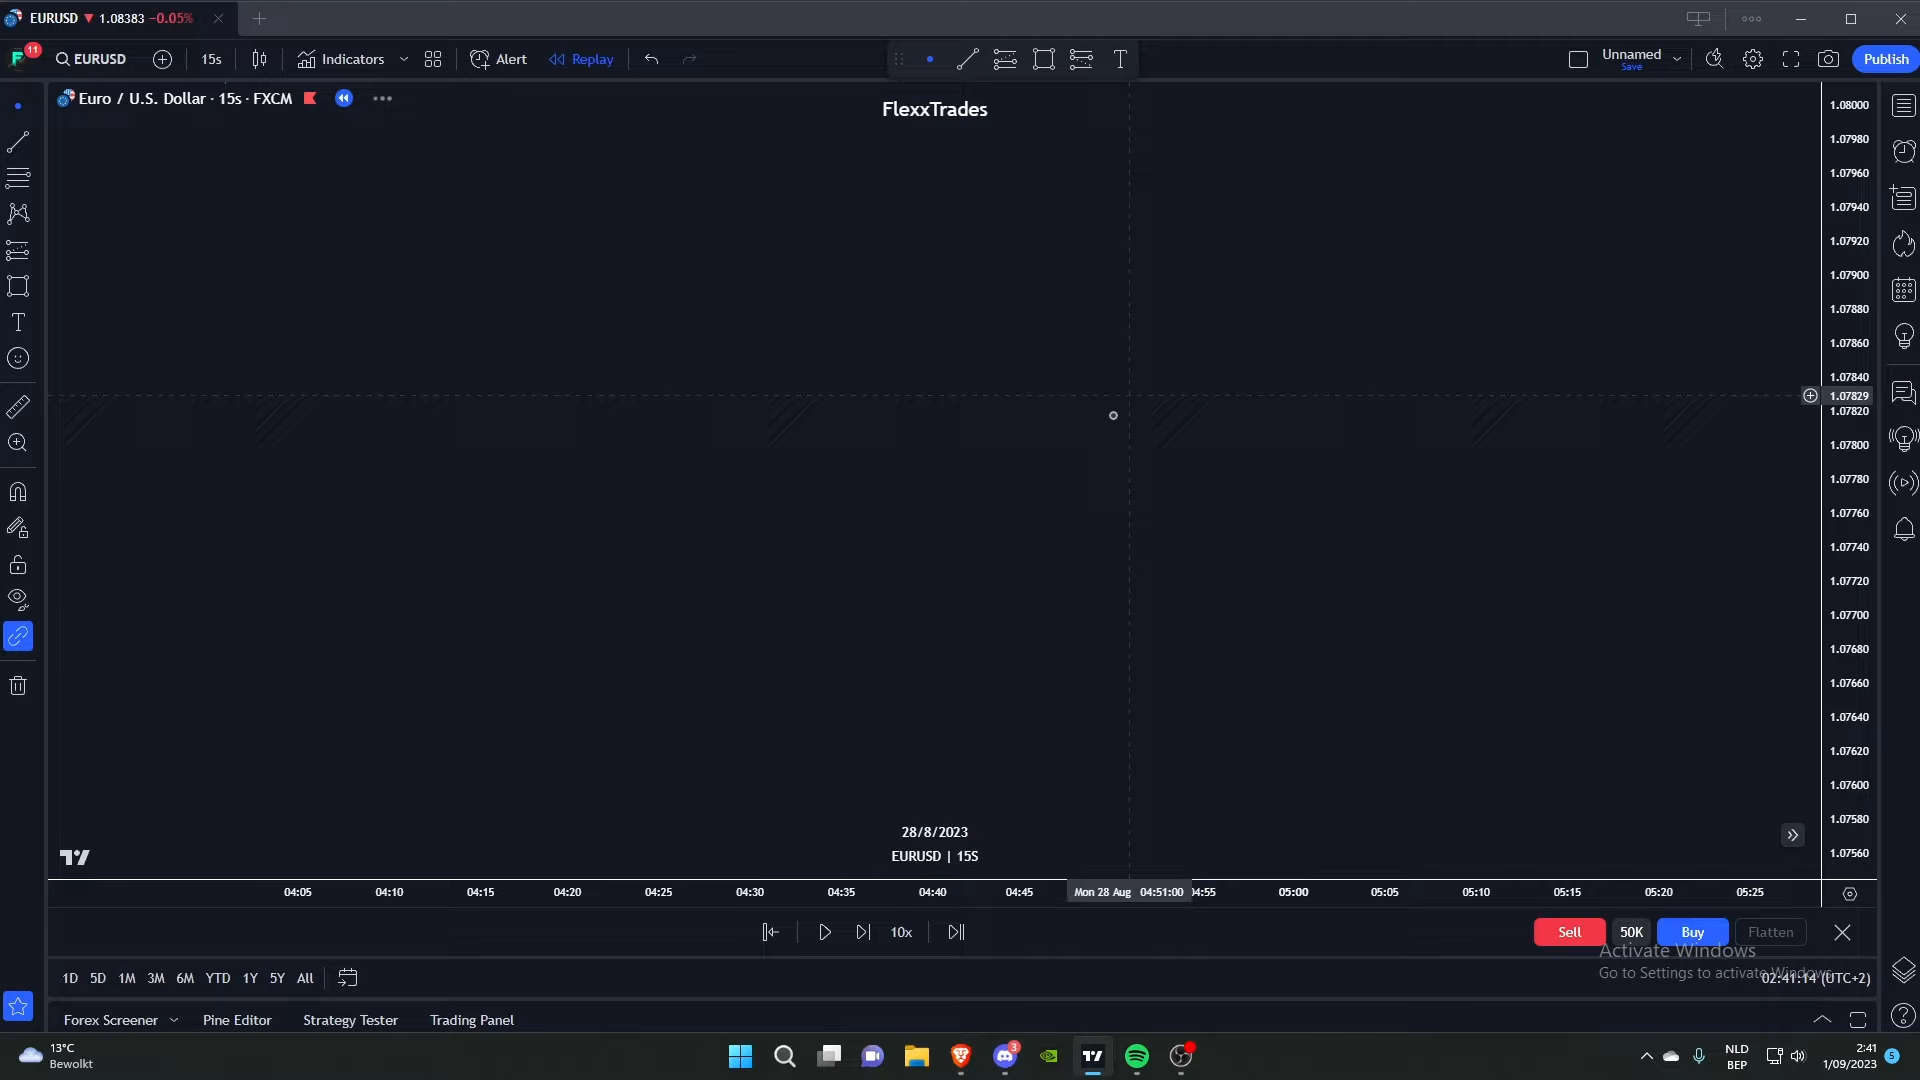 EURUSD ▼ 1.08383 −0.05%
11
EURUSD
15s
Indicators
Alert
Replay
Unnamed
Save
Publish
Euro / U.S. Dollar · 15s · FXCM
FlexxTrades
1.08000
1.07980
1.07960
1.07940
1.07920
1.07900
1.07880
1.07860
1.07840
1.07829
1.07820
1.07800
1.07780
1.07760
1.07740
1.07720
1.07700
1.07680
1.07660
1.07640
1.07620
1.07600
1.07580
1.07560
28/8/2023
EURUSD | 15S
04:05 04:10 04:15 04:20 04:25 04:30 04:35 04:40 04:45 Mon 28 Aug 04:51:00 04:55 05:00 05:05 05:10 05:15 05:20 05:25
10x
Sell 50K Buy Flatten
Activate Windows
Go to Settings to activate Windows.
1D 5D 1M 3M 6M YTD 1Y 5Y All
02:41:14 (UTC+2)
Forex Screener Pine Editor Strategy Tester Trading Panel
13°C
Bewolkt
3
NLD
BEP
2:41
1/09/2023
5